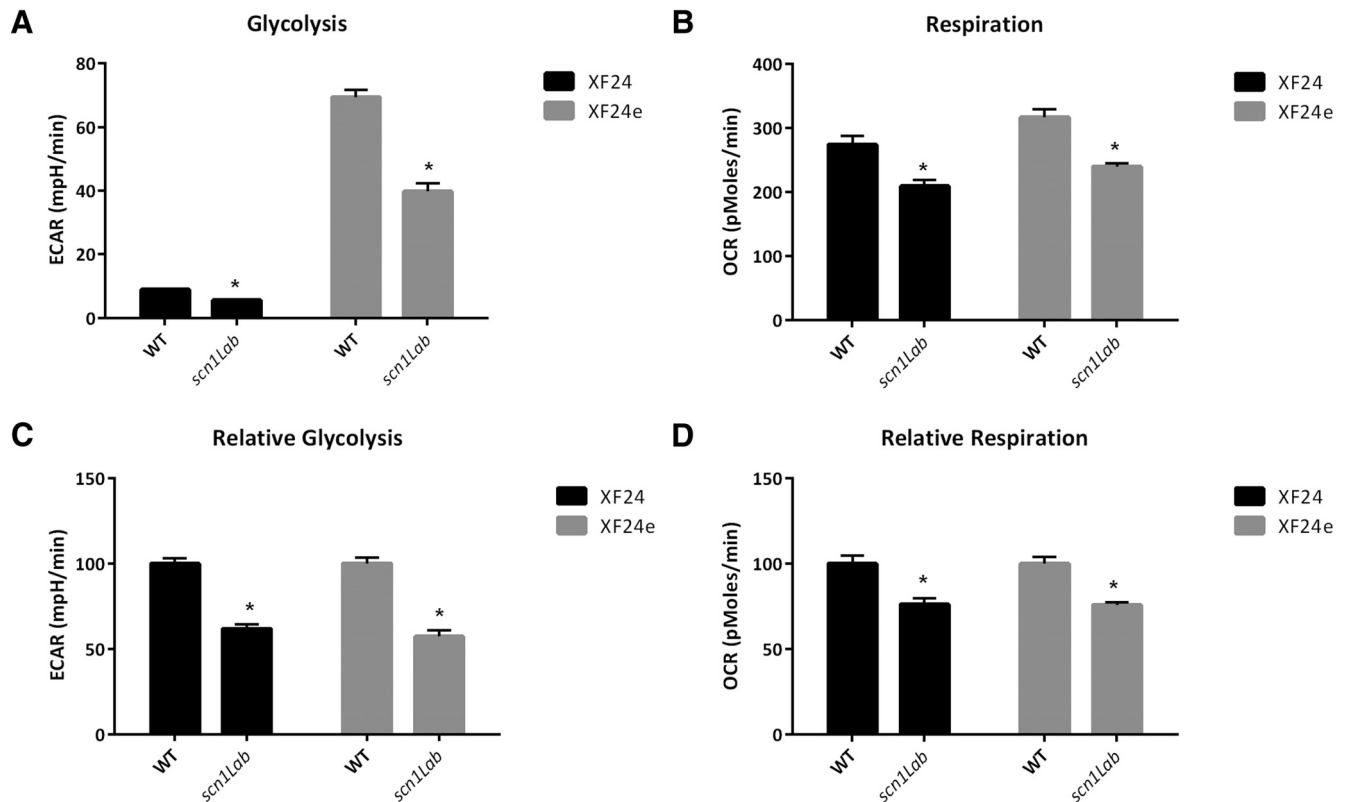 A
Glycolysis
ECAR (mpH/min)
80
60
40
20
0
WT
scn1Lab
WT
scn1Lab
*
*
XF24
XF24e
B
Respiration
OCR (pMoles/min)
400
300
200
100
0
WT
scn1Lab
WT
scn1Lab
*
*
XF24
XF24e
C
Relative Glycolysis
ECAR (mpH/min)
150
100
50
0
WT
scn1Lab
WT
scn1Lab
*
*
XF24
XF24e
D
Relative Respiration
OCR (pMoles/min)
150
100
50
0
WT
scn1Lab
WT
scn1Lab
*
*
XF24
XF24e